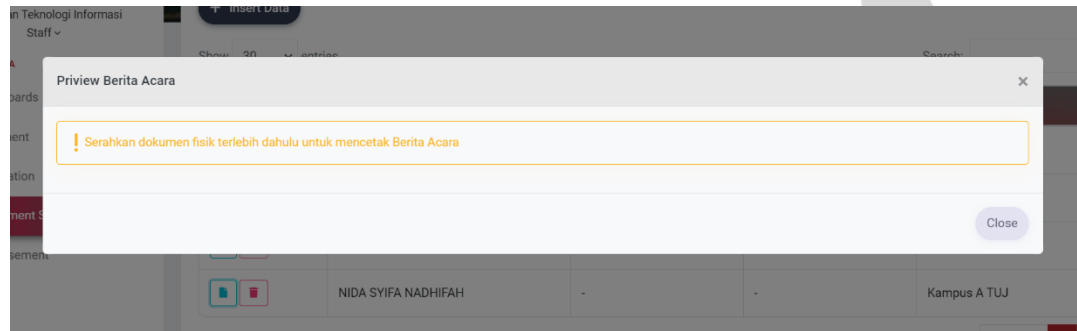 n Teknologi Informasi
+ Insert Data
Staff
Show 30 entries
Search:
A
Priview Berita Acara
×
oards
! Serahkan dokumen fisik terlebih dahulu untuk mencetak Berita Acara
ment
ation
ment S
Close
sement
NIDA SYIFA NADHIFAH - - Kampus A TUJ